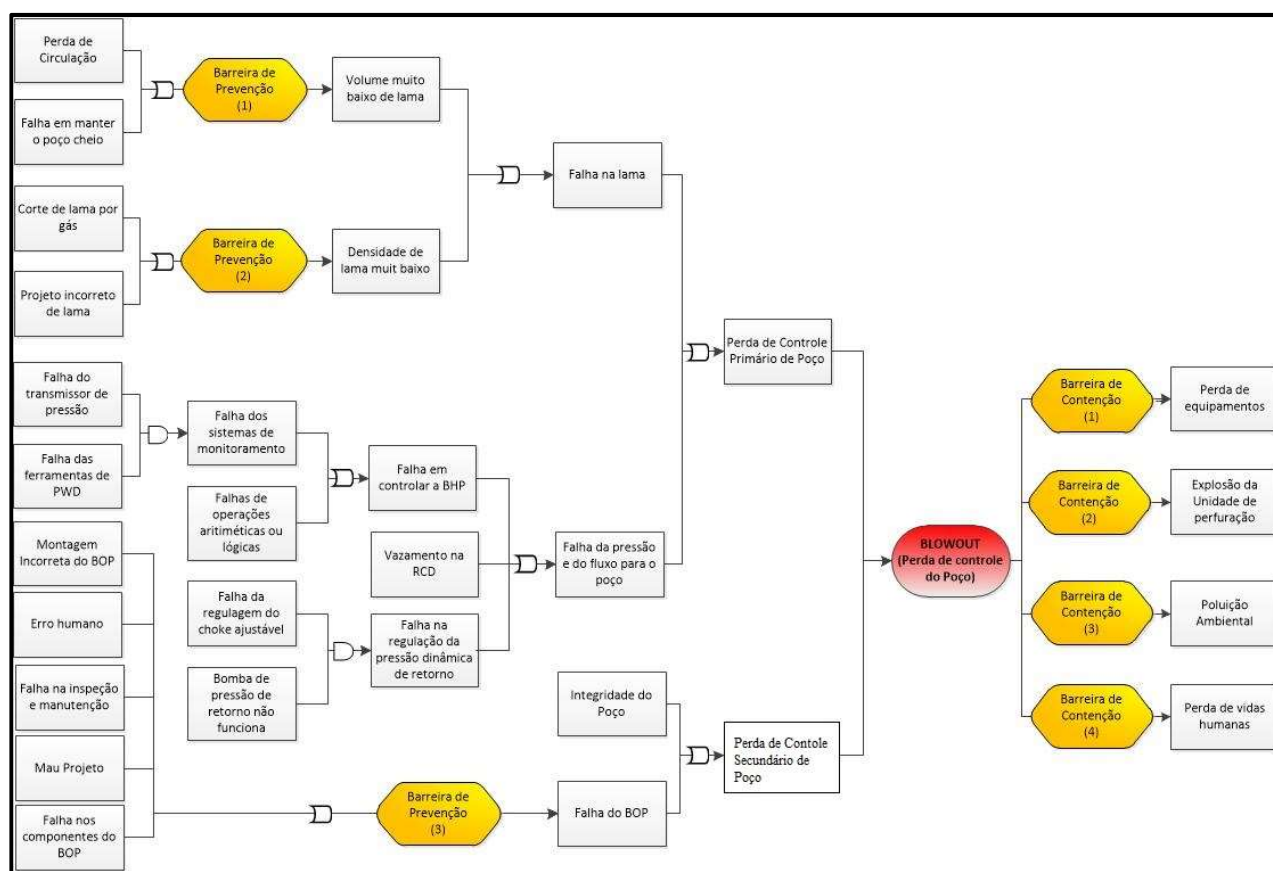 Perda de
Circulação
Falha em manter
o poço cheio
Barreira de
Prevenção
(1)
Volume muito
baixo de lama
Corte de lama por
gás
Projeto incorreto
de lama
Barreira de
Prevenção
(2)
Densidade de
lama muit baixo
Falha na lama
Falha do
transmissor de
pressão
Falha das
ferramentas de
PWD
Falha dos
sistemas de
monitoramento
Falhas de
operações
aritiméticas ou
lógicas
Falha em
controlar a BHP
Vazamento na
RCD
Falha da
regulagem do
choke ajustável
Bomba de
pressão de
retorno não
funciona
Falha na
regulação da
pressão dinâmica
de retorno
Falha da pressão
e do fluxo para o
poço
Perda de Controle
Primário de Poço
Montagem
Incorreta do BOP
Erro humano
Falha na inspeção
e manutenção
Mau Projeto
Falha nos
componentes do
BOP
Barreira de
Prevenção
(3)
Integridade do
Poço
Falha do BOP
Perda de Contole
Secundário de
Poço
BLOWOUT
(Perda de controle
do Poço)
Barreira de
Contenção
(1)
Perda de
equipamentos
Barreira de
Contenção
(2)
Explosão da
Unidade de
perfuração
Barreira de
Contenção
(3)
Poluição
Ambiental
Barreira de
Contenção
(4)
Perda de vidas
humanas